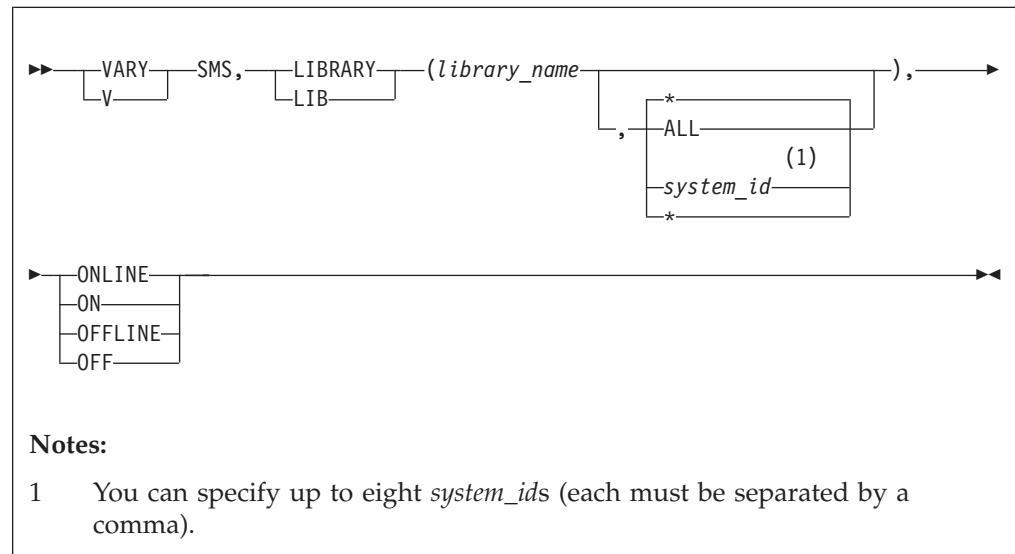 VARY SMS, LIBRARY (library_name ),
V LIB , * ALL
(1)
system_id
*
ONLINE
ON
OFFLINE
OFF
Notes:
1 You can specify up to eight system_ids (each must be separated by a
comma).